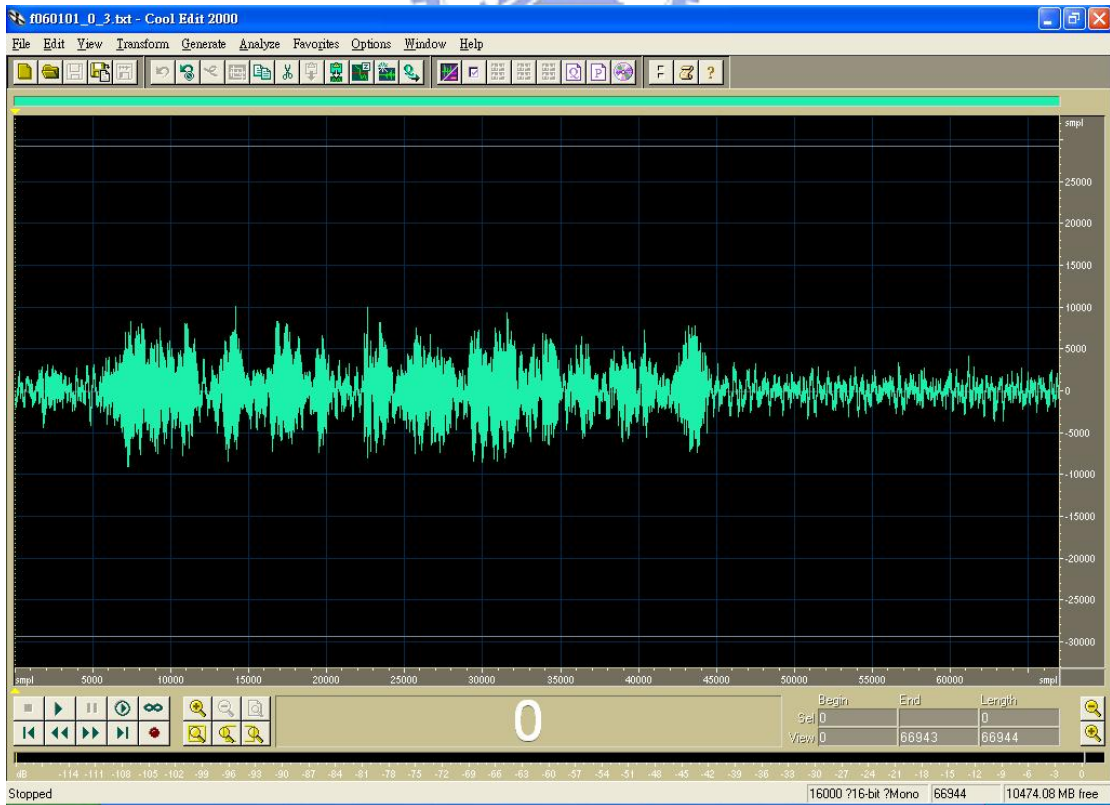 f060101_0_3.txt - Cool Edit 2000
File Edit View Transform Generate Analyze Favorites Options Window Help
F ?
smpl
25000
20000
15000
10000
5000
0
-5000
-10000
-15000
-20000
-25000
-30000
smpl 5000 10000 15000 20000 25000 30000 35000 40000 45000 50000 55000 60000 smpl
0
Begin End Length
Sel 0 0
View 0 66943 66944
dB -114 -111 -108 -105 -102 -99 -96 -93 -90 -87 -84 -81 -78 -75 -72 -69 -66 -63 -60 -57 -54 -51 -48 -45 -42 -39 -36 -33 -30 -27 -24 -21 -18 -15 -12 -9 -6 -3 0
Stopped 16000 ?16-bit ?Mono 66944 10474.08 MB free